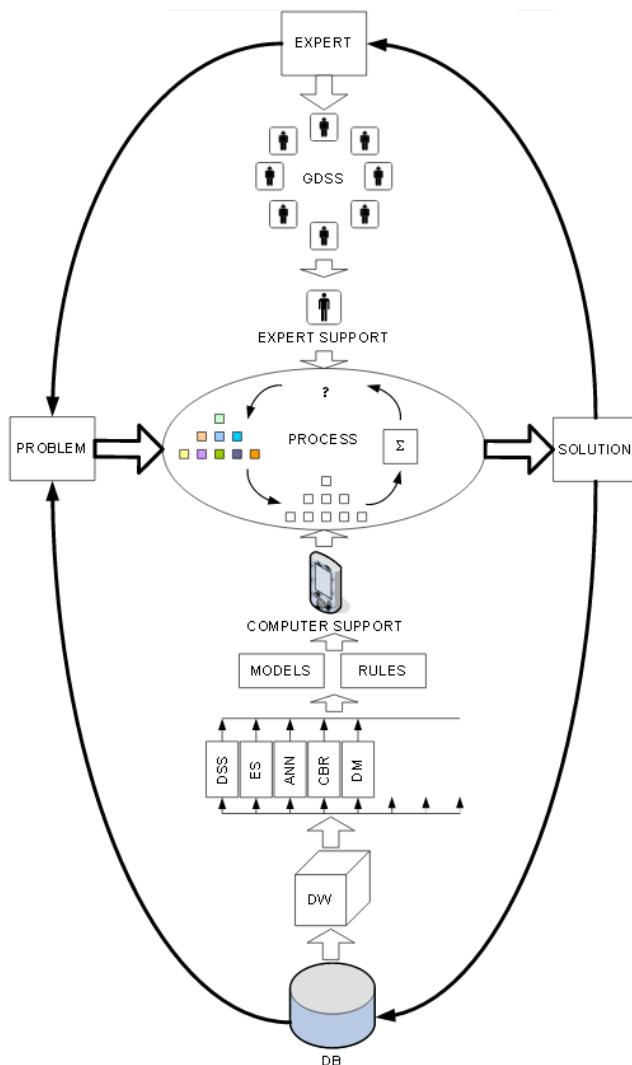 EXPERT
GDSS
EXPERT SUPPORT
?
PROBLEM
PROCESS
Σ
SOLUTION
COMPUTER SUPPORT
MODELS
RULES
DSS
ES
ANN
CBR
DM
DW
DB